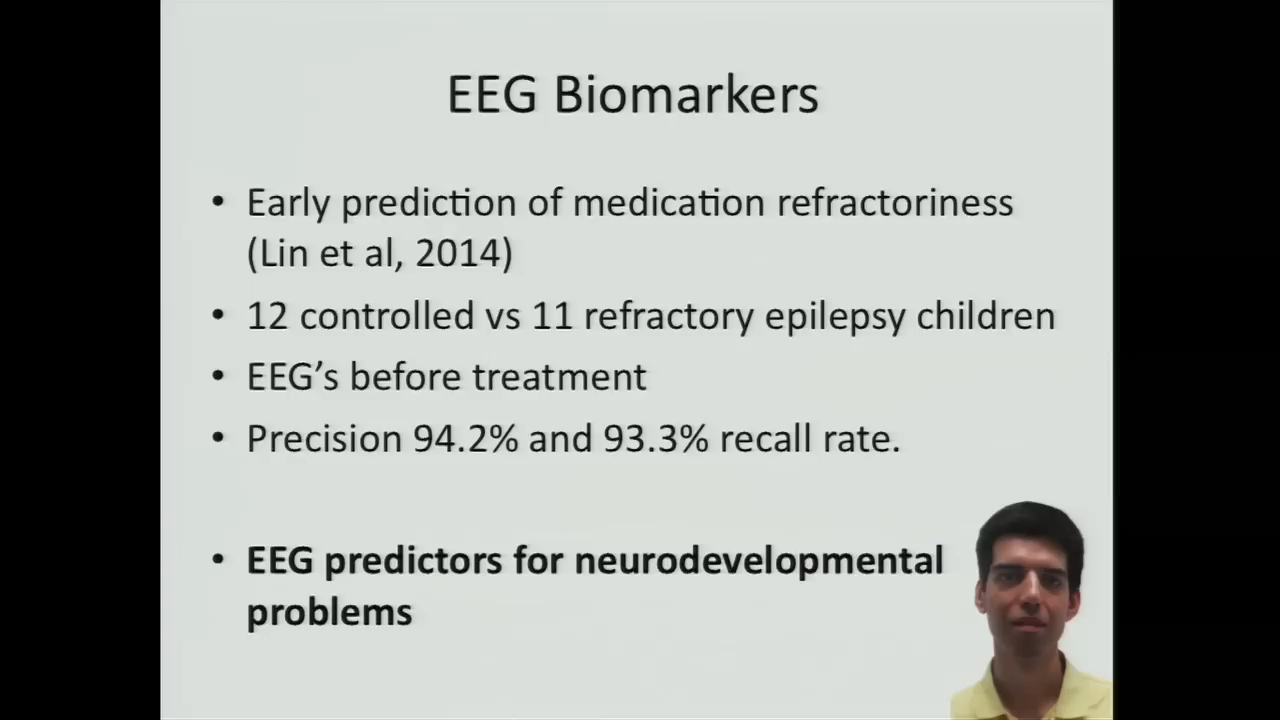 EEG Biomarkers
• Early prediction of medication refractoriness
(Lin et al, 2014)
• 12 controlled vs 11 refractory epilepsy children
• EEG’s before treatment
• Precision 94.2% and 93.3% recall rate.
• EEG predictors for neurodevelopmental
problems